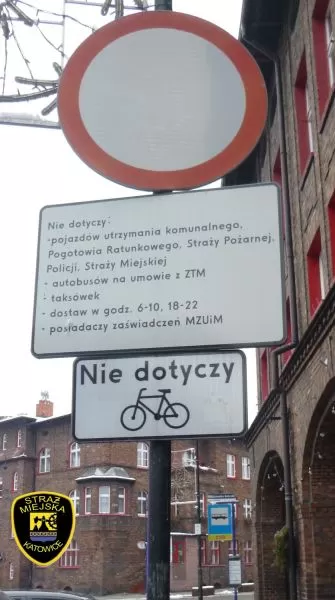 Nie dotyczy:
- pojazdów utrzymania komunalnego,
Pogotowia Ratunkowego, Straży Pożarnej,
Policji, Straży Miejskiej
- autobusów na umowie z ZTM
- taksówek
- dostaw w godz. 6-10, 18-22
- posiadaczy zaświadczeń MZUiM
Nie dotyczy
STRAŻ
MIEJSKA
KATOWICE